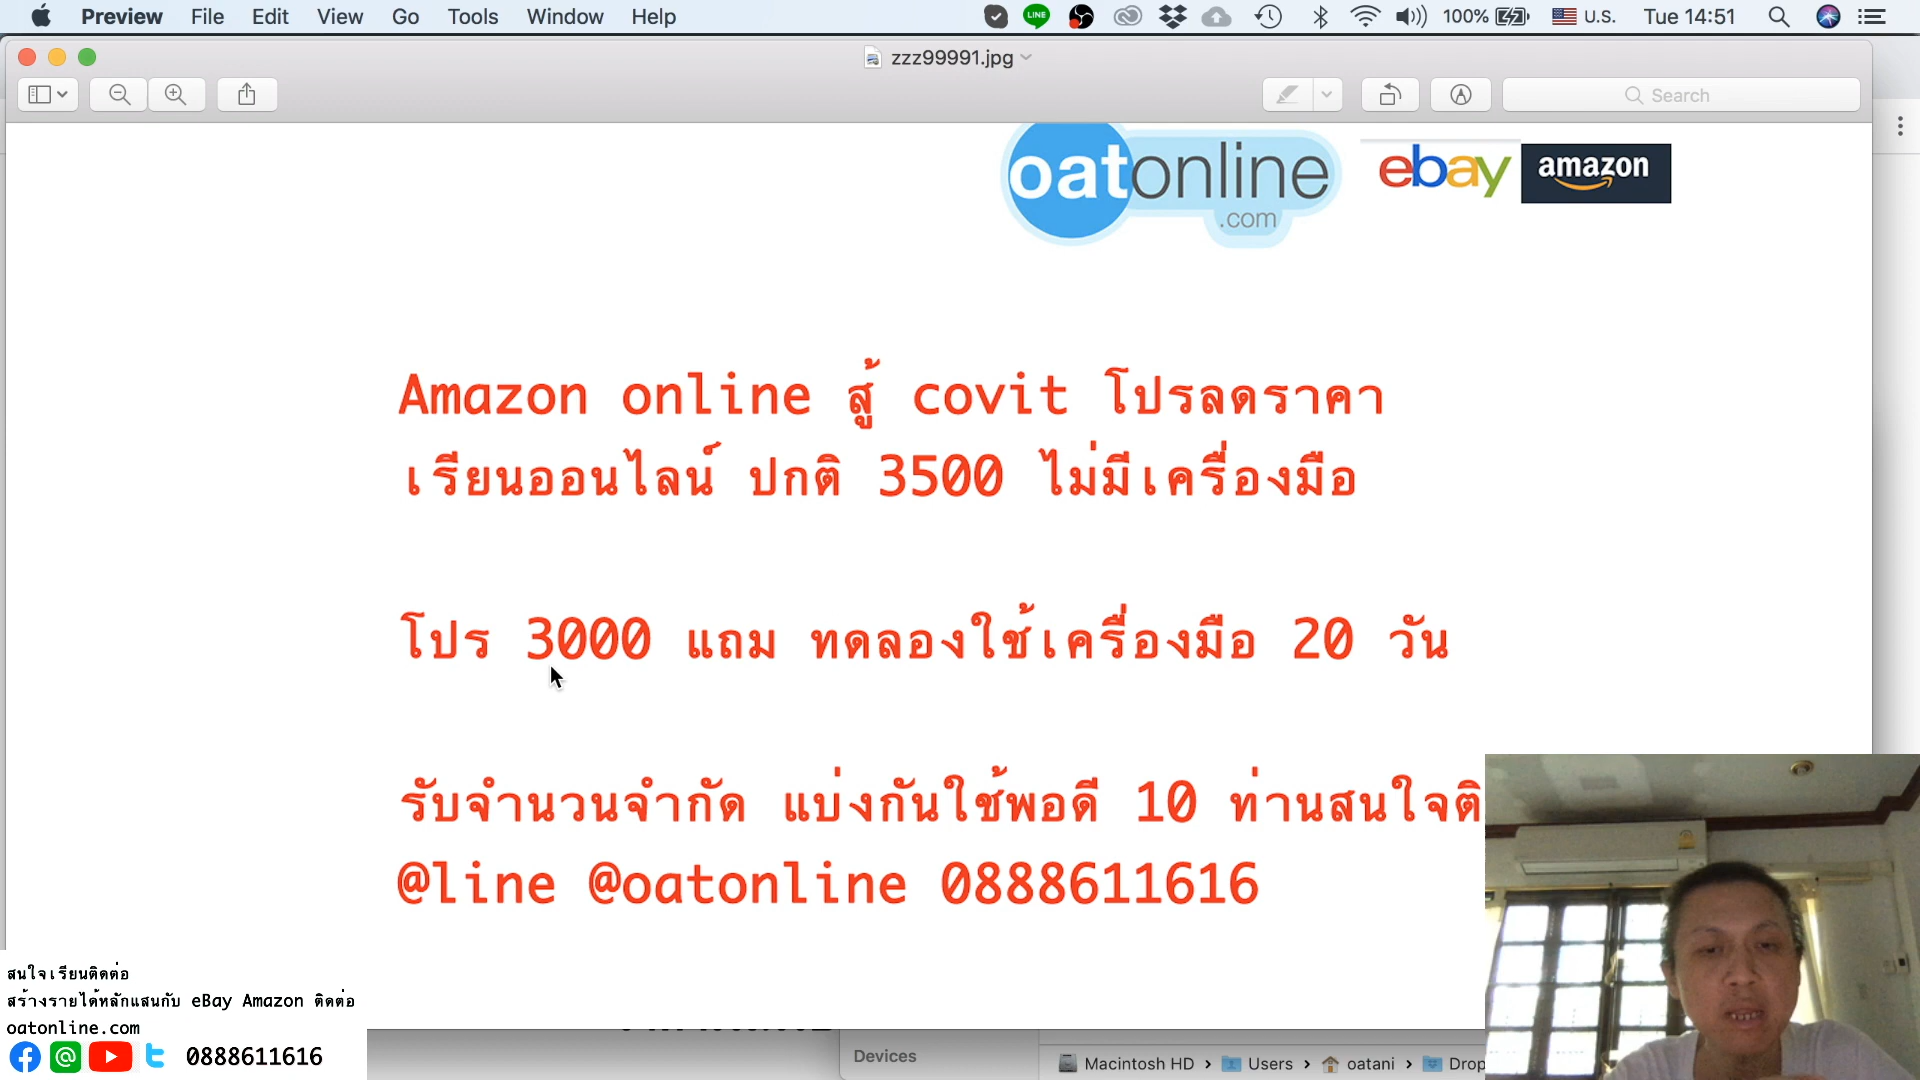 Preview File Edit View Go Tools Window Help LINE 100% U.S. Tue 14:51
zzz99991.jpg
Search
oatonline
.com
ebay amazon
Amazon online สู้ covit โปรลดราคา
เรียนออนไลน์ ปกติ 3500 ไม่มีเครื่องมือ
โปร 3000 แถม ทดลองใช้เครื่องมือ 20 วัน
รับจำนวนจำกัด แบ่งกันใช้พอดี 10 ท่านสนใจติ
@line @oatonline 0888611616
สนใจเรียนติดต่อ
สร้างรายได้หลักแสนกับ eBay Amazon ติดต่อ
oatonline.com
0888611616
Devices
Macintosh HD › Users › oatani › Drop